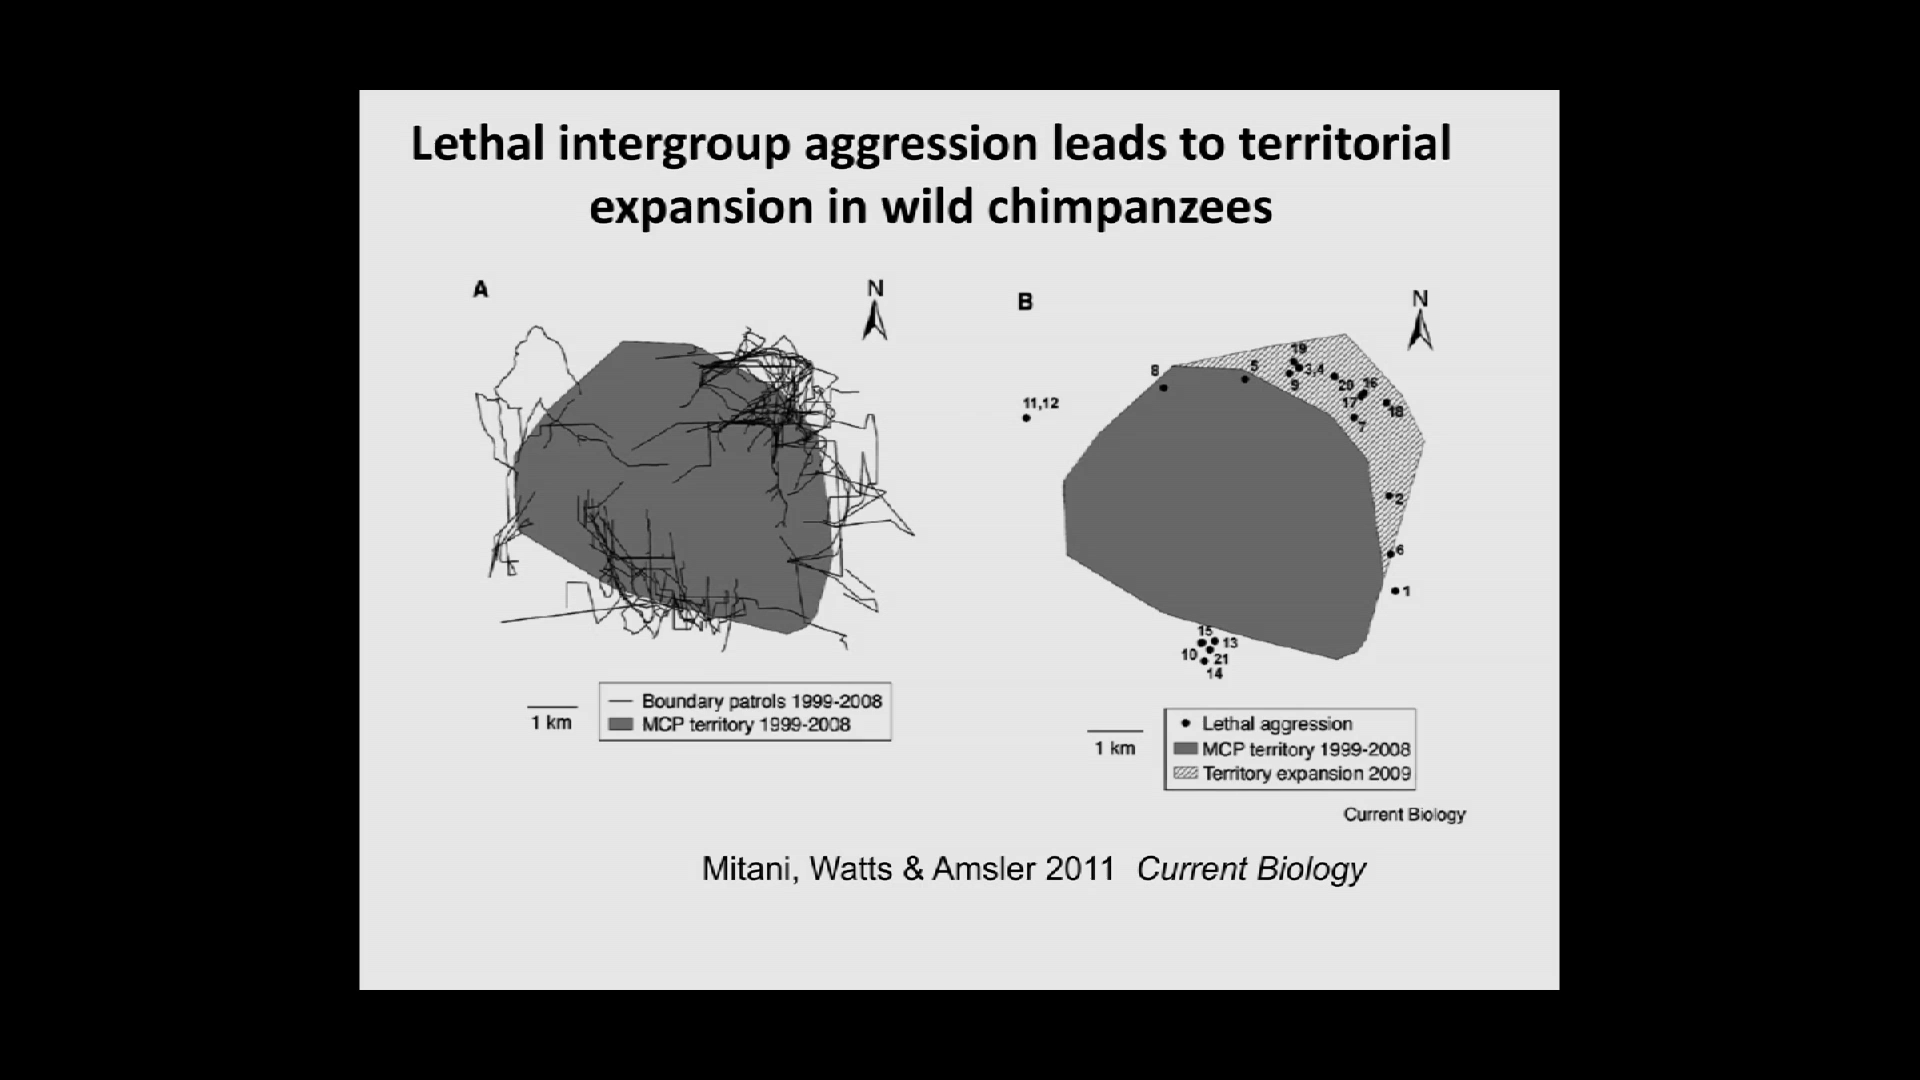 Lethal intergroup aggression leads to territorial
expansion in wild chimpanzees
A
N
1 km
Boundary patrols 1999-2008
MCP territory 1999-2008
B
N
19
8
5
3,4
9
20
16
11,12
17
18
7
2
6
1
15
13
10
21
14
1 km
Lethal aggression
MCP territory 1999-2008
Territory expansion 2009
Current Biology
Mitani, Watts & Amsler 2011 Current Biology